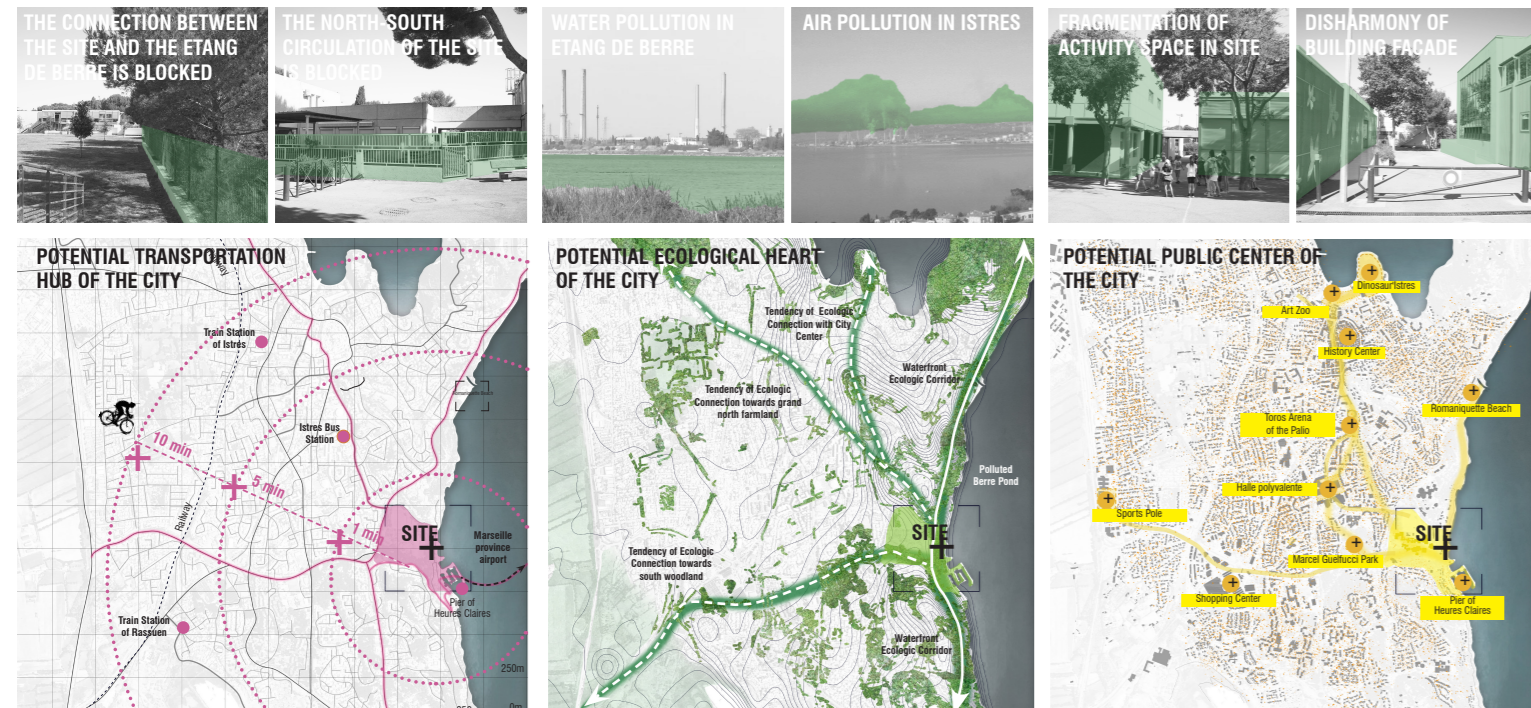 THE CONNECTION BETWEEN
THE SITE AND THE ETANG
DE BERRE IS BLOCKED
THE NORTH-SOUTH
CIRCULATION OF THE SITE
IS BLOCKED
WATER POLLUTION IN
ETANG DE BERRE
AIR POLLUTION IN ISTRES
FRAGMENTATION OF
ACTIVITY SPACE IN SITE
DISHARMONY OF
BUILDING FACADE
POTENTIAL TRANSPORTATION
HUB OF THE CITY
Train Station
of Istres
Istres Bus
Station
10 min
5 min
1 min
Railway
SITE
Marseille
province
airport
Pier of
Heures Claires
Train Station
of Rassuen
250m
0m
POTENTIAL ECOLOGICAL HEART
OF THE CITY
Tendency of Ecologic
Connection with City
Center
Waterfront
Ecologic Corridor
Tendency of Ecologic
Connection towards grand
north farmland
Polluted
Berre Pond
SITE
Tendency of Ecologic
Connection towards
south woodland
Waterfront
Ecologic Corridor
POTENTIAL PUBLIC CENTER OF
THE CITY
Dinosaur Istres
Art Zoo
History Center
Romaniquette Beach
Toros Arena
of the Palio
Halle polyvalente
Sports Pole
SITE
Marcel Guelfucci Park
Shopping Center
Pier of
Heures Claires